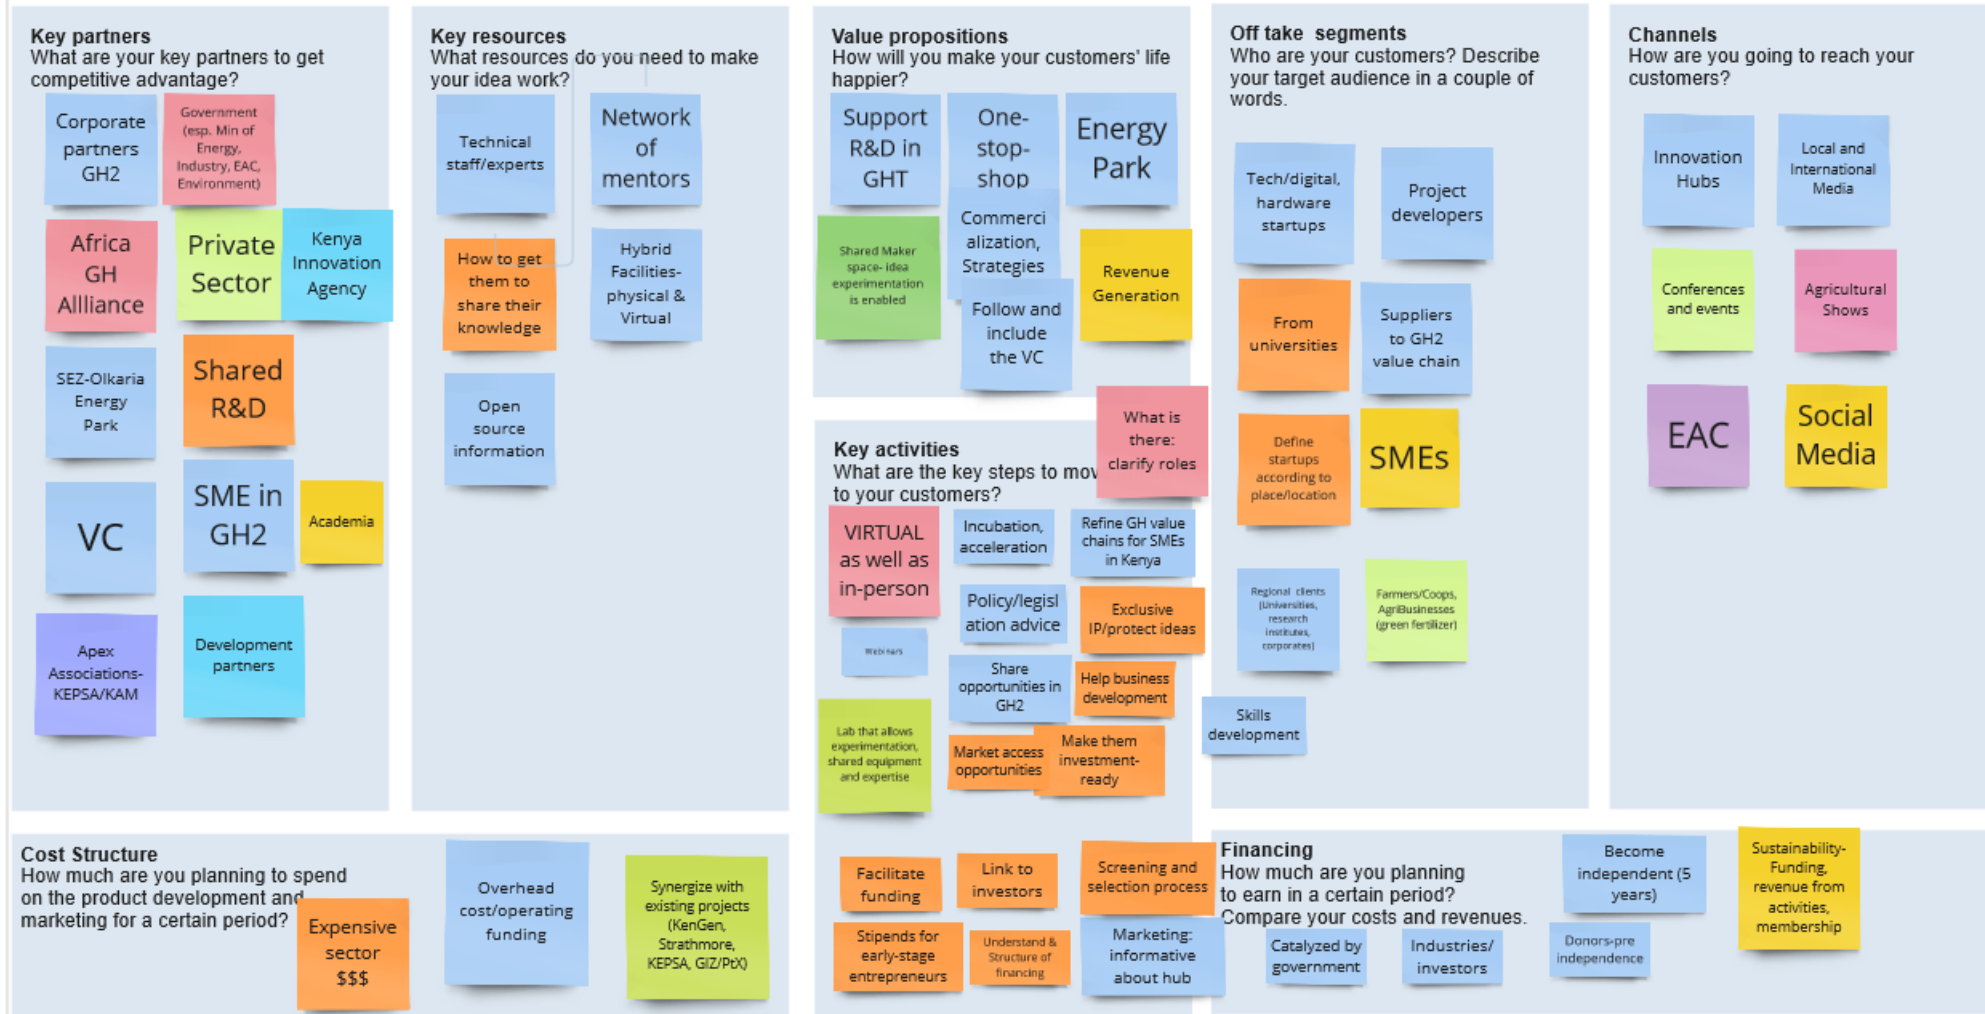 Key partners
What are your key partners to get
competitive advantage?
Corporate
partners
GH2
Government
(esp. Min of
Energy,
Industry, EAC,
Environment)
Africa
GH
Allliance
Private
Sector
Kenya
Innovation
Agency
SEZ-Olkaria
Energy
Park
Shared
R&D
VC
SME in
GH2
Academia
Apex
Associations-
KEPSA/KAM
Development
partners
Key resources
What resources do you need to make
your idea work?
Technical
staff/experts
Network
of
mentors
How to get
them to
share their
knowledge
Hybrid
Facilities-
physical &
Virtual
Open
source
information
Value propositions
How will you make your customers' life
happier?
Support
R&D in
GHT
One-
stop-
shop
Energy
Park
Shared Maker
space- idea
experimentation
is enabled
Commerci
alization,
Strategies
Revenue
Generation
Follow and
include
the VC
Key activities
What are the key steps to mov
to your customers?
What is
there:
clarify roles
VIRTUAL
as well as
in-person
Incubation,
acceleration
Refine GH value
chains for SMEs
in Kenya
Policy/legisl
ation advice
Exclusive
IP/protect ideas
Webinars
Share
opportunities in
GH2
Help business
development
Lab that allows
experimentation,
shared equipment
and expertise
Market access
opportunities
Make them
investment-
ready
Facilitate
funding
Link to
investors
Screening and
selection process
Stipends for
early-stage
entrepreneurs
Understand &
Structure of
financing
Marketing:
informative
about hub
Off take segments
Who are your customers? Describe
your target audience in a couple of
words.
Tech/digital,
hardware
startups
Project
developers
From
universities
Suppliers
to GH2
value chain
Define
startups
according to
place/location
SMEs
Regional clients
(Universities,
research
institutes,
corporates)
Farmers/Coops,
AgriBusinesses
(green fertilizer)
Skills
development
Channels
How are you going to reach your
customers?
Innovation
Hubs
Local and
International
Media
Conferences
and events
Agricultural
Shows
EAC
Social
Media
Cost Structure
How much are you planning to spend
on the product development and
marketing for a certain period?
Expensive
sector
$$$
Overhead
cost/operating
funding
Synergize with
existing projects
(KenGen,
Strathmore,
KEPSA, GIZ/PtX)
Financing
How much are you planning
to earn in a certain period?
Compare your costs and revenues.
Become
independent (5
years)
Sustainability-
Funding,
revenue from
activities,
membership
Catalyzed by
government
Industries/
investors
Donors-pre
independence